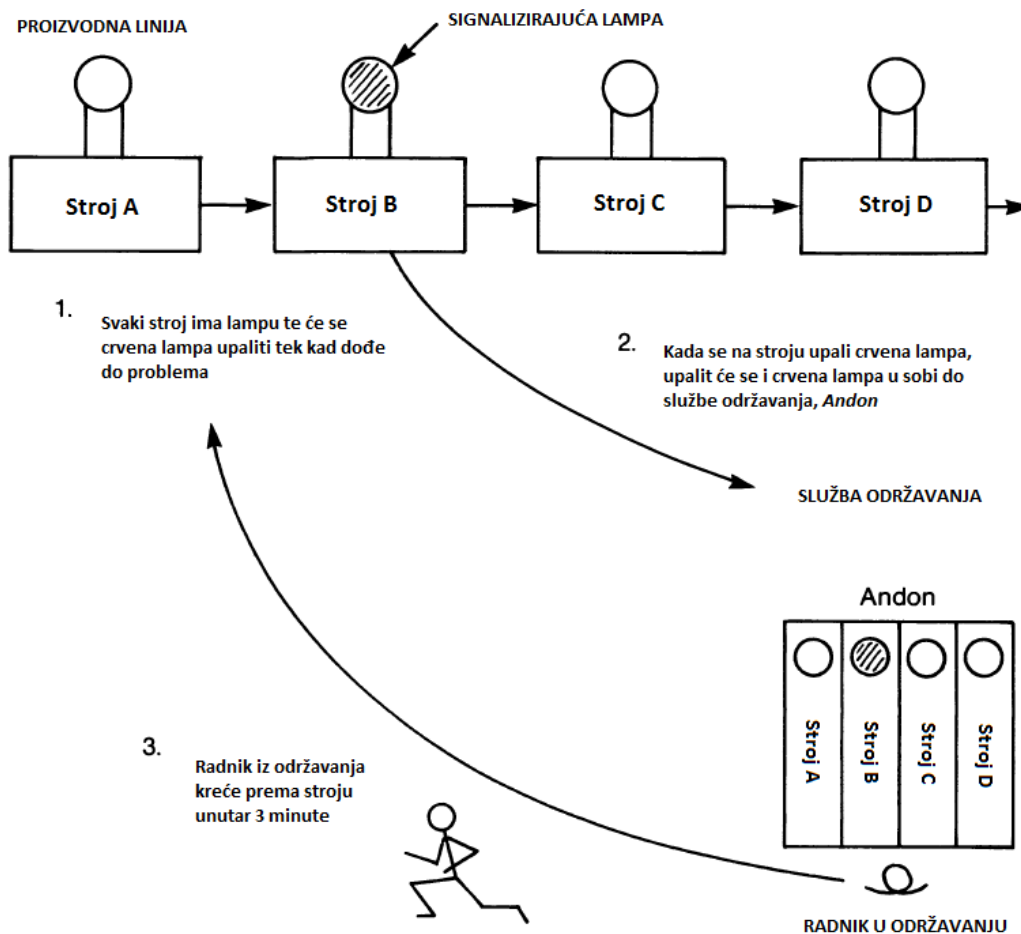 PROIZVODNA LINIJA
SIGNALIZIRAJUĆA LAMPA
Stroj A
Stroj B
Stroj C
Stroj D
1.
Svaki stroj ima lampu te će se
crvena lampa upaliti tek kad dođe
do problema
2.
Kada se na stroju upali crvena lampa,
upalit će se i crvena lampa u sobi do
službe održavanja, Andon
SLUŽBA ODRŽAVANJA
Andon
Stroj A
Stroj B
Stroj C
Stroj D
3.
Radnik iz održavanja
kreće prema stroju
unutar 3 minute
RADNIK U ODRŽAVANJU